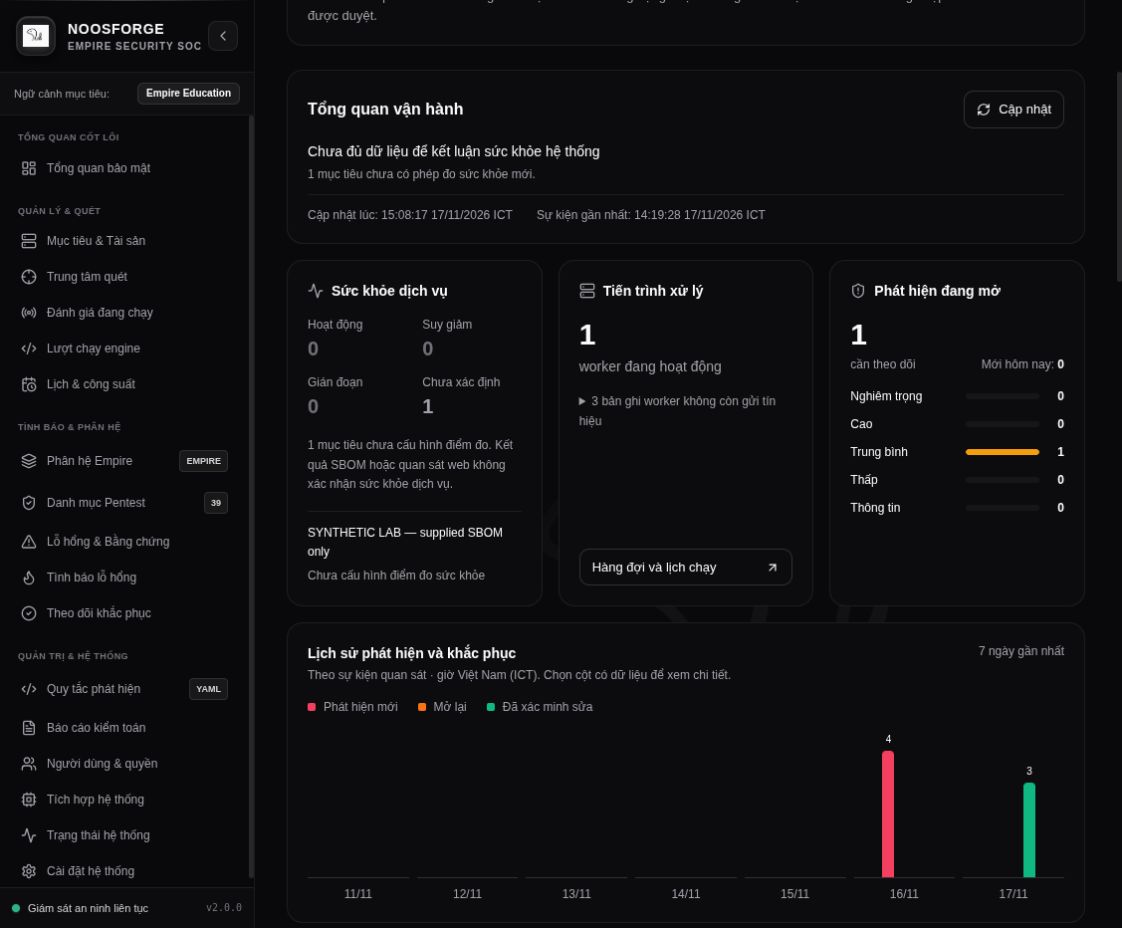 NOOSFORGE
EMPIRE SECURITY SOC
Ngữ cảnh mục tiêu:
Empire Education
TỔNG QUAN CỐT LÕI
Tổng quan bảo mật
QUẢN LÝ & QUÉT
Mục tiêu & Tài sản
Trung tâm quét
Đánh giá đang chạy
Lượt chạy engine
Lịch & công suất
TÌNH BÁO & PHÂN HỆ
Phân hệ Empire
EMPIRE
Danh mục Pentest
39
Lỗ hổng & Bằng chứng
Tình báo lỗ hổng
Theo dõi khắc phục
QUẢN TRỊ & HỆ THỐNG
Quy tắc phát hiện
YAML
Báo cáo kiểm toán
Người dùng & quyền
Tích hợp hệ thống
Trạng thái hệ thống
Cài đặt hệ thống
Giám sát an ninh liên tục
v2.0.0
được duyệt.
Tổng quan vận hành
Cập nhật
Chưa đủ dữ liệu để kết luận sức khỏe hệ thống
1 mục tiêu chưa có phép đo sức khỏe mới.
Cập nhật lúc: 15:08:17 17/11/2026 ICT
Sự kiện gần nhất: 14:19:28 17/11/2026 ICT
Sức khỏe dịch vụ
Hoạt động
0
Suy giảm
0
Gián đoạn
0
Chưa xác định
1
1 mục tiêu chưa cấu hình điểm đo. Kết
quả SBOM hoặc quan sát web không
xác nhận sức khỏe dịch vụ.
SYNTHETIC LAB — supplied SBOM
only
Chưa cấu hình điểm đo sức khỏe
Tiến trình xử lý
1
worker đang hoạt động
▶ 3 bản ghi worker không còn gửi tín
hiệu
Hàng đợi và lịch chạy
Phát hiện đang mở
1
cần theo dõi
Mới hôm nay: 0
Nghiêm trọng 0
Cao 0
Trung bình 1
Thấp 0
Thông tin 0
Lịch sử phát hiện và khắc phục
7 ngày gần nhất
Theo sự kiện quan sát · giờ Việt Nam (ICT). Chọn cột có dữ liệu để xem chi tiết.
Phát hiện mới
Mở lại
Đã xác minh sửa
4
3
11/11
12/11
13/11
14/11
15/11
16/11
17/11